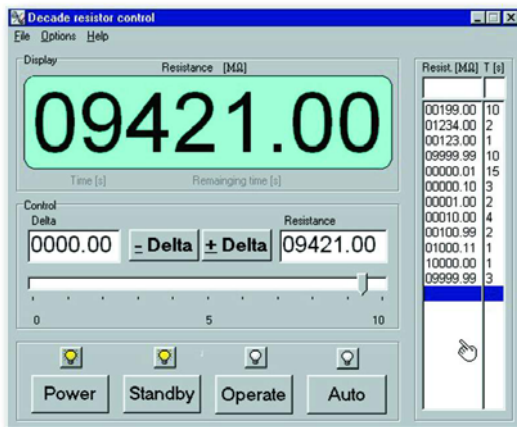 Decade resistor control
File Options Help
Display
Resistance [MΩ]
09421.00
Time [s] Remainging time [s]
Control
Delta Resistance
0000.00 - Delta + Delta 09421.00
0 5 10
Power Standby Operate Auto
Resist. [MΩ] T [s]
00199.00 10
01234.00 2
00123.00 1
09999.99 10
00000.01 15
00000.10 3
00001.00 2
00010.00 4
00100.99 2
01000.11 1
10000.00 1
09999.99 3